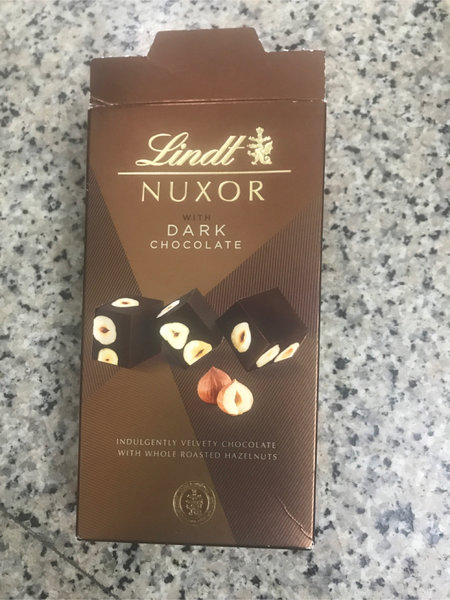 Lindt
NUXOR
WITH
DARK
CHOCOLATE
INDULGENTLY VELVETY CHOCOLATE
WITH WHOLE ROASTED HAZELNUTS